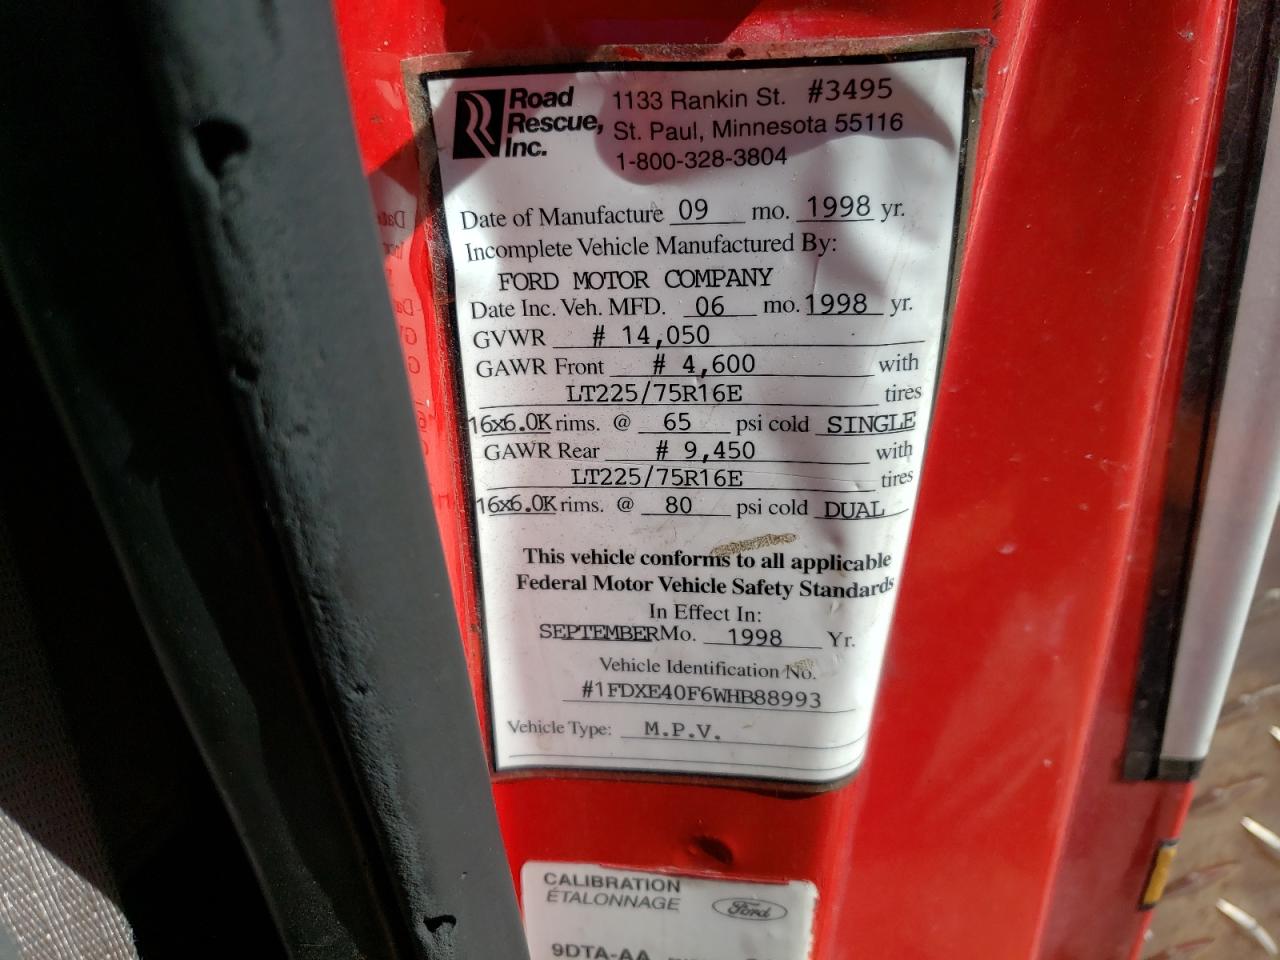 Road Rescue, Inc.
1133 Rankin St. #3495
St. Paul, Minnesota 55116
1-800-328-3804
Date of Manufacture 09 mo. 1998 yr.
Incomplete Vehicle Manufactured By:
FORD MOTOR COMPANY
Date Inc. Veh. MFD. 06 mo. 1998 yr.
GVWR # 14,050
GAWR Front # 4,600 with
LT225/75R16E tires
16x6.0K rims. @ 65 psi cold SINGLE
GAWR Rear # 9,450 with
LT225/75R16E tires
16x6.0K rims. @ 80 psi cold DUAL
This vehicle conforms to all applicable
Federal Motor Vehicle Safety Standards
In Effect In:
SEPTEMBER Mo. 1998 Yr.
Vehicle Identification No.
#1FDXE40F6WHB88993
Vehicle Type: M.P.V.
CALIBRATION
ÉTALONNAGE
Ford
9DTA-AA